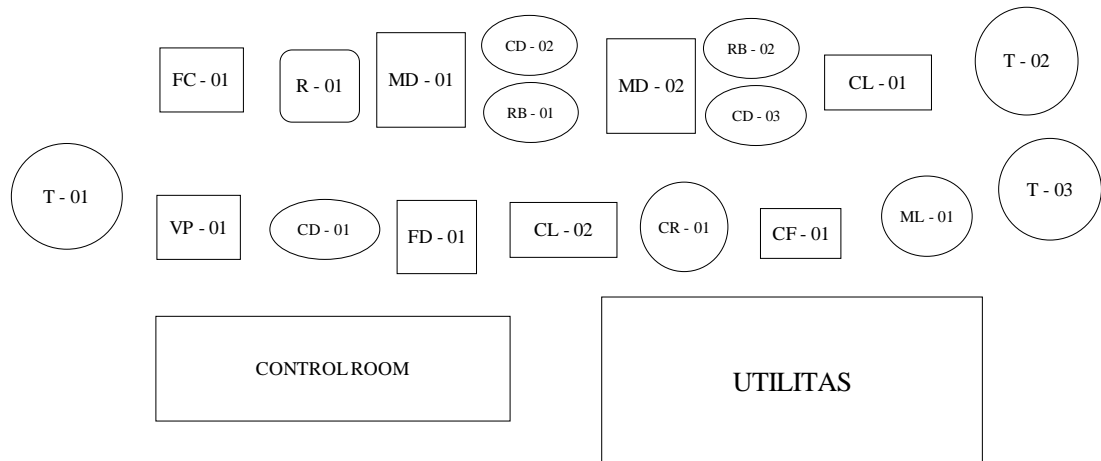 FC - 01
R - 01
MD - 01
CD - 02
RB - 01
MD - 02
RB - 02
CD - 03
CL - 01
T - 02
T - 01
VP - 01
CD - 01
FD - 01
CL - 02
CR - 01
CF - 01
ML - 01
T - 03
CONTROL ROOM
UTILITAS